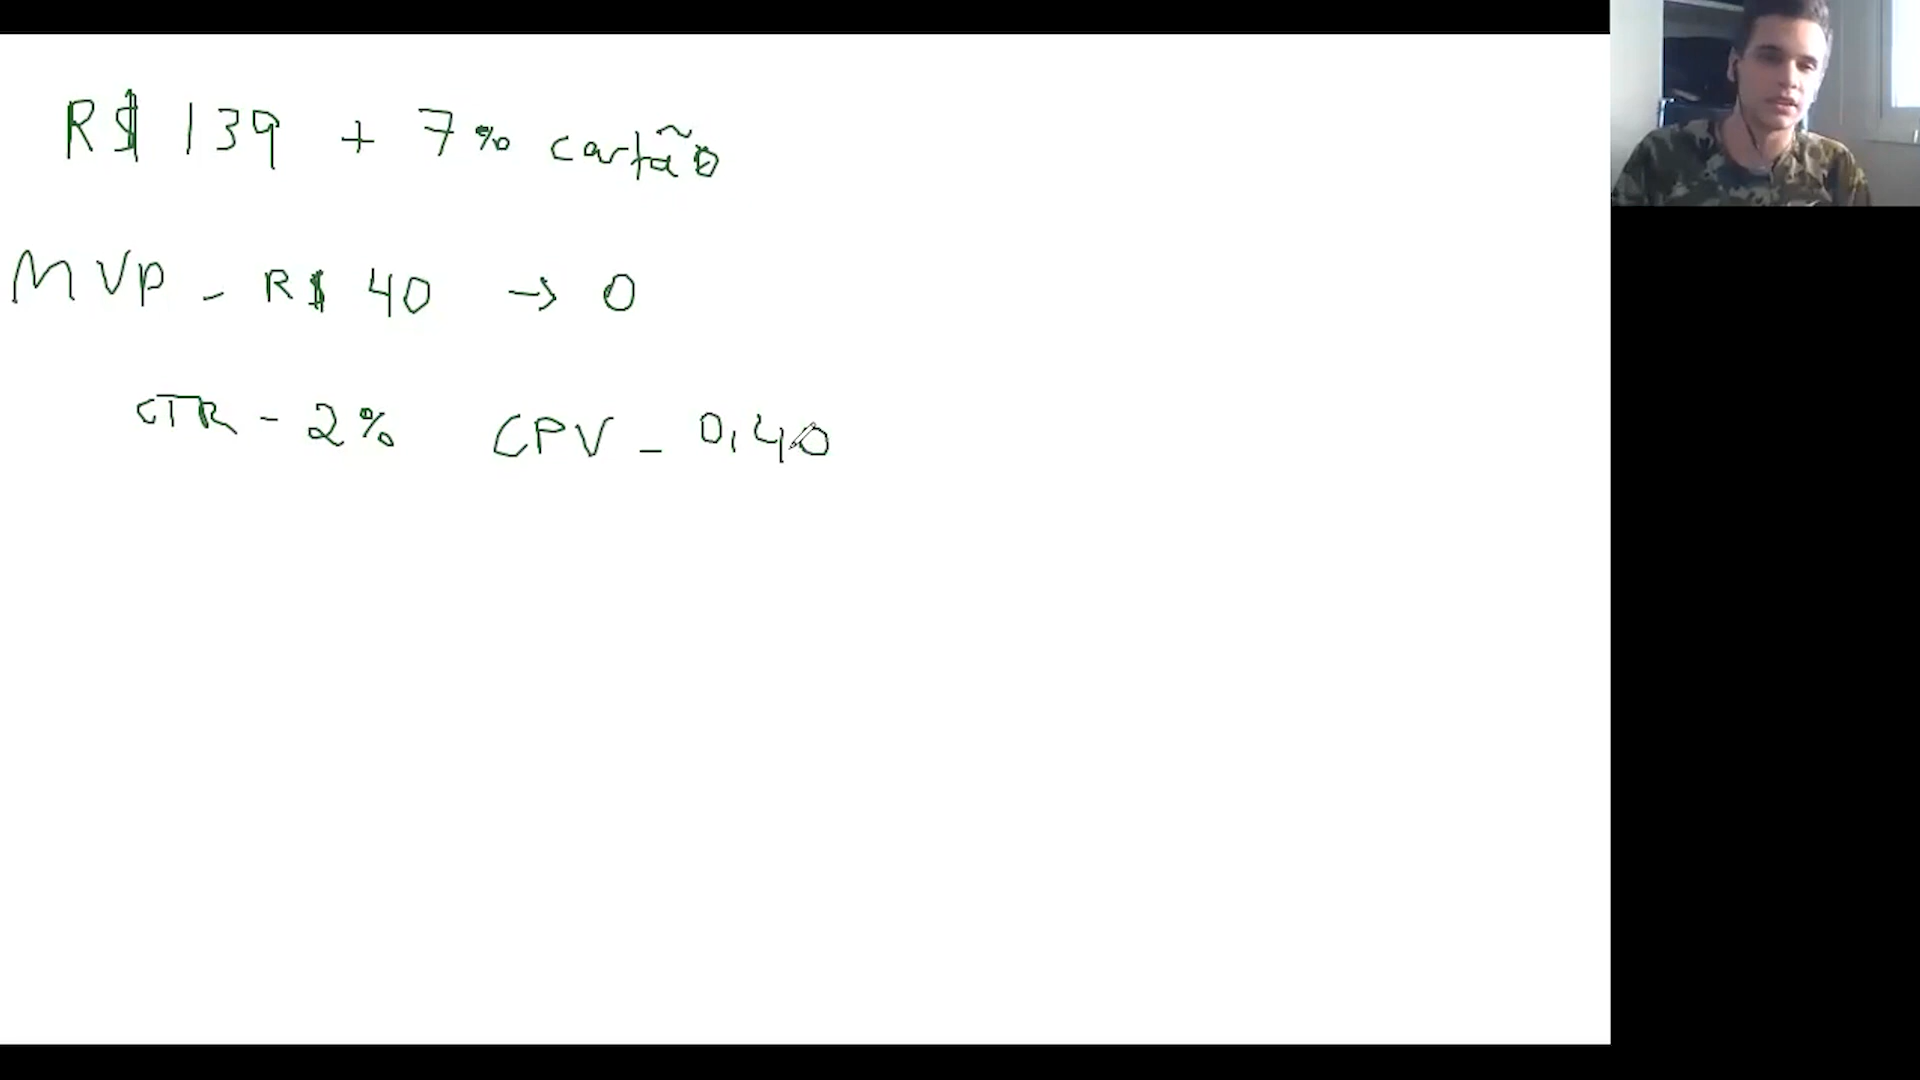 R$ 139 + 7% cartão
MVP - R$ 40 → 0
CTR - 2% CPV - 0,40